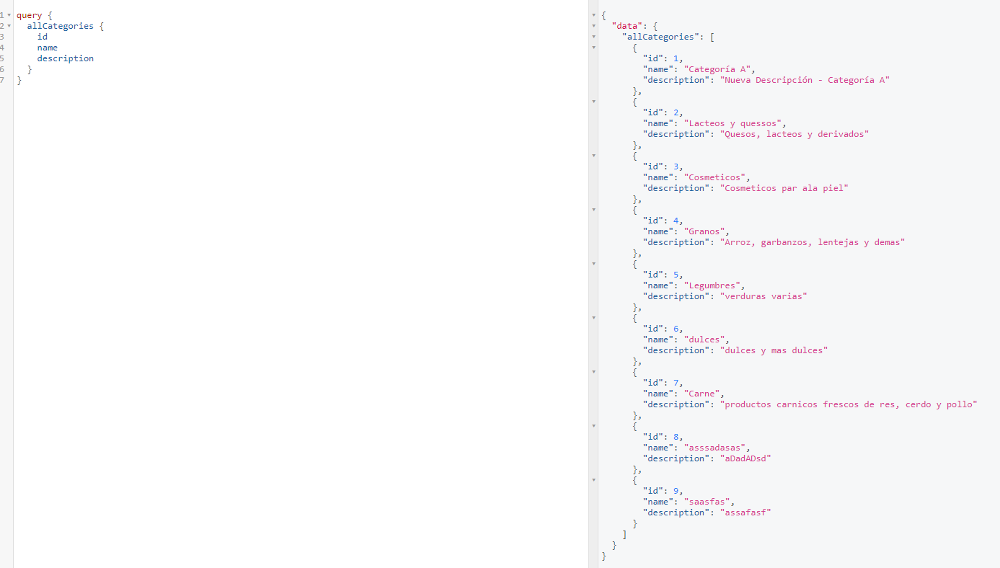 1 query {
2 allCategories {
3 id
4 name
5 description
6 }
7 }
{
"data": {
"allCategories": [
{
"id": 1,
"name": "Categoría A",
"description": "Nueva Descripción - Categoría A"
},
{
"id": 2,
"name": "Lacteos y quessos",
"description": "Quesos, lacteos y derivados"
},
{
"id": 3,
"name": "Cosmeticos",
"description": "Cosmeticos par ala piel"
},
{
"id": 4,
"name": "Granos",
"description": "Arroz, garbanzos, lentejas y demas"
},
{
"id": 5,
"name": "Legumbres",
"description": "verduras varias"
},
{
"id": 6,
"name": "dulces",
"description": "dulces y mas dulces"
},
{
"id": 7,
"name": "Carne",
"description": "productos carnicos frescos de res, cerdo y pollo"
},
{
"id": 8,
"name": "asssadasas",
"description": "aDadADsd"
},
{
"id": 9,
"name": "saasfas",
"description": "assafasf"
}
]
}
}